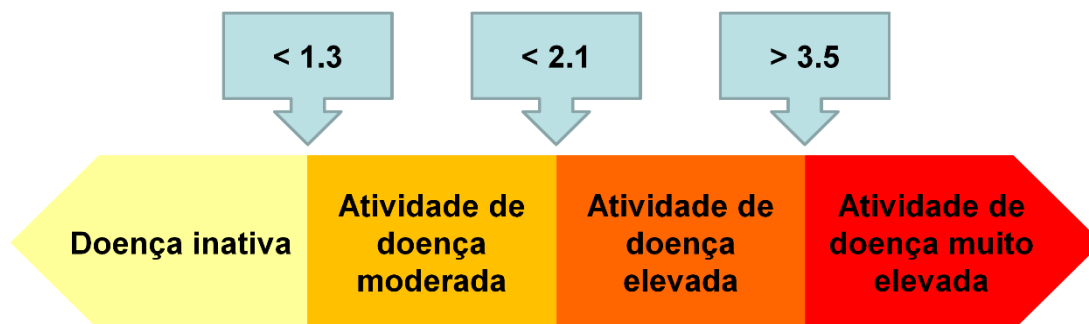 < 1.3
< 2.1
> 3.5
Doença inativa
Atividade de
doença
moderada
Atividade de
doença
elevada
Atividade de
doença muito
elevada